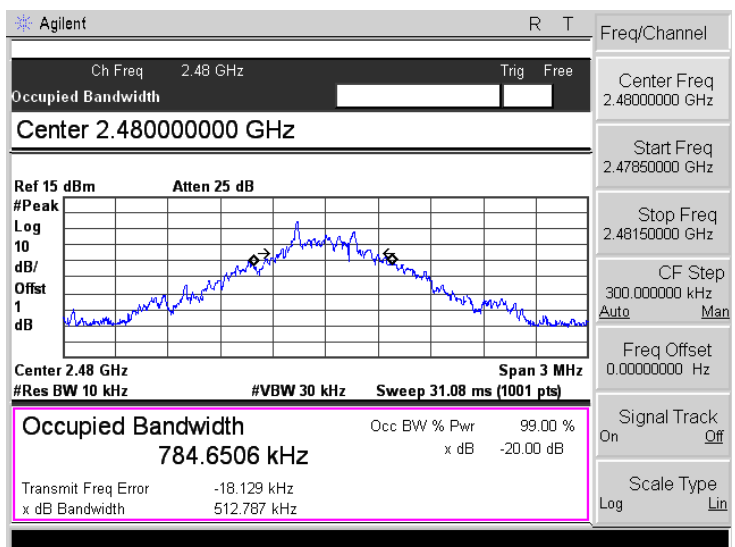 Agilent R T
Freq/Channel
Ch Freq 2.48 GHz Trig Free
Occupied Bandwidth
Center 2.480000000 GHz
Center Freq
2.48000000 GHz
Start Freq
2.47850000 GHz
Stop Freq
2.48150000 GHz
CF Step
300.000000 kHz
Auto Man
Freq Offset
0.00000000 Hz
Signal Track
On Off
Scale Type
Log Lin
Ref 15 dBm Atten 25 dB
#Peak
Log
10
dB/
Offst
1
dB
Center 2.48 GHz Span 3 MHz
#Res BW 10 kHz #VBW 30 kHz Sweep 31.08 ms (1001 pts)
Occupied Bandwidth Occ BW % Pwr 99.00 %
784.6506 kHz x dB -20.00 dB
Transmit Freq Error -18.129 kHz
x dB Bandwidth 512.787 kHz